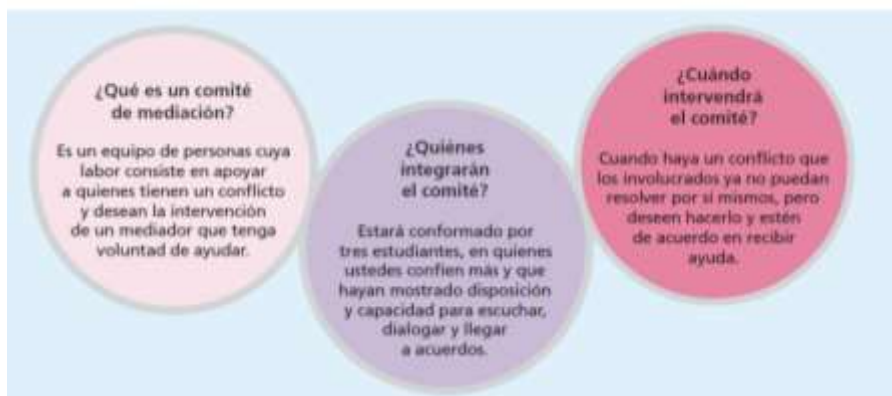 ¿Qué es un comité
de mediación?
Es un equipo de personas cuya
labor consiste en apoyar
a quienes tienen un conflicto
y desean la intervención
de un mediador que tenga
voluntad de ayudar.
¿Quiénes
integrarán
el comité?
Estará conformado por
tres estudiantes, en quienes
ustedes confíen más y que
hayan mostrado disposición
y capacidad para escuchar,
dialogar y llegar
a acuerdos.
¿Cuándo
intervendrá
el comité?
Cuando haya un conflicto que
los involucrados ya no puedan
resolver por sí mismos, pero
deseen hacerlo y estén
de acuerdo en recibir
ayuda.